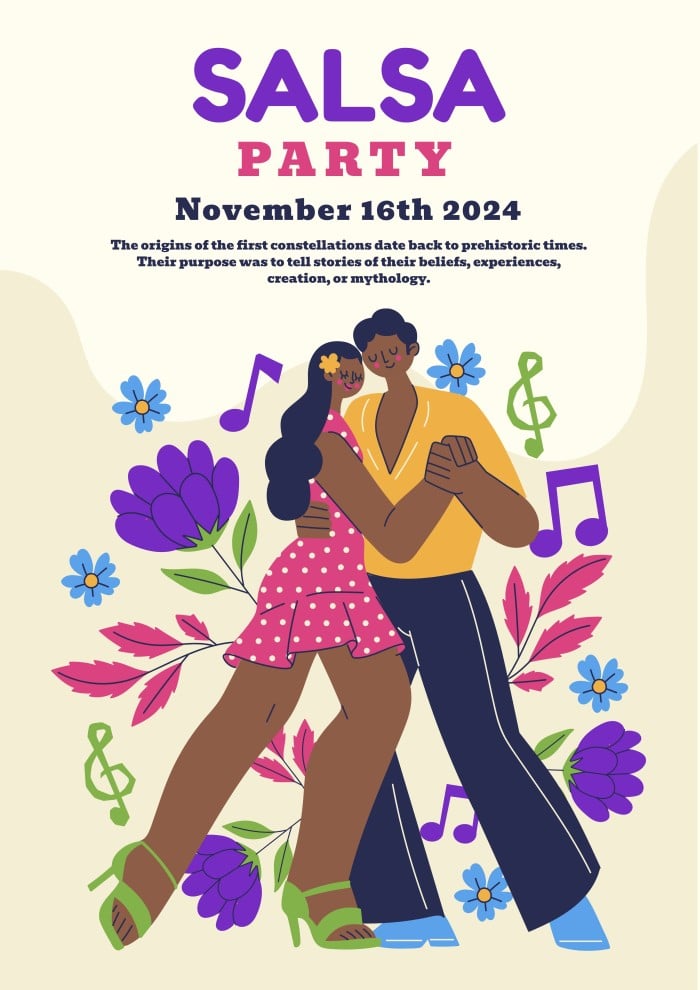 SALSA
PARTY
November 16th 2024
The origins of the first constellations date back to prehistoric times.
Their purpose was to tell stories of their beliefs, experiences,
creation, or mythology.